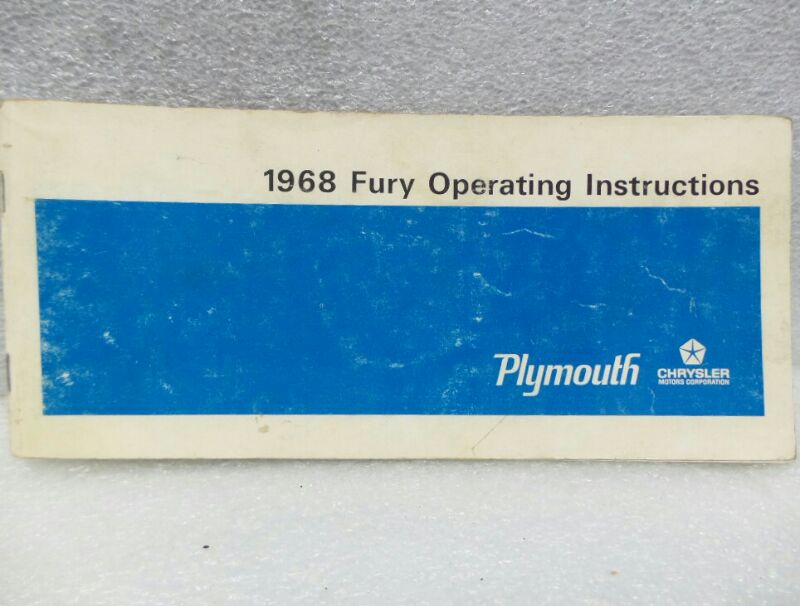 1968 Fury Operating Instructions
Plymouth
CHRYSLER
MOTORS CORPORATION